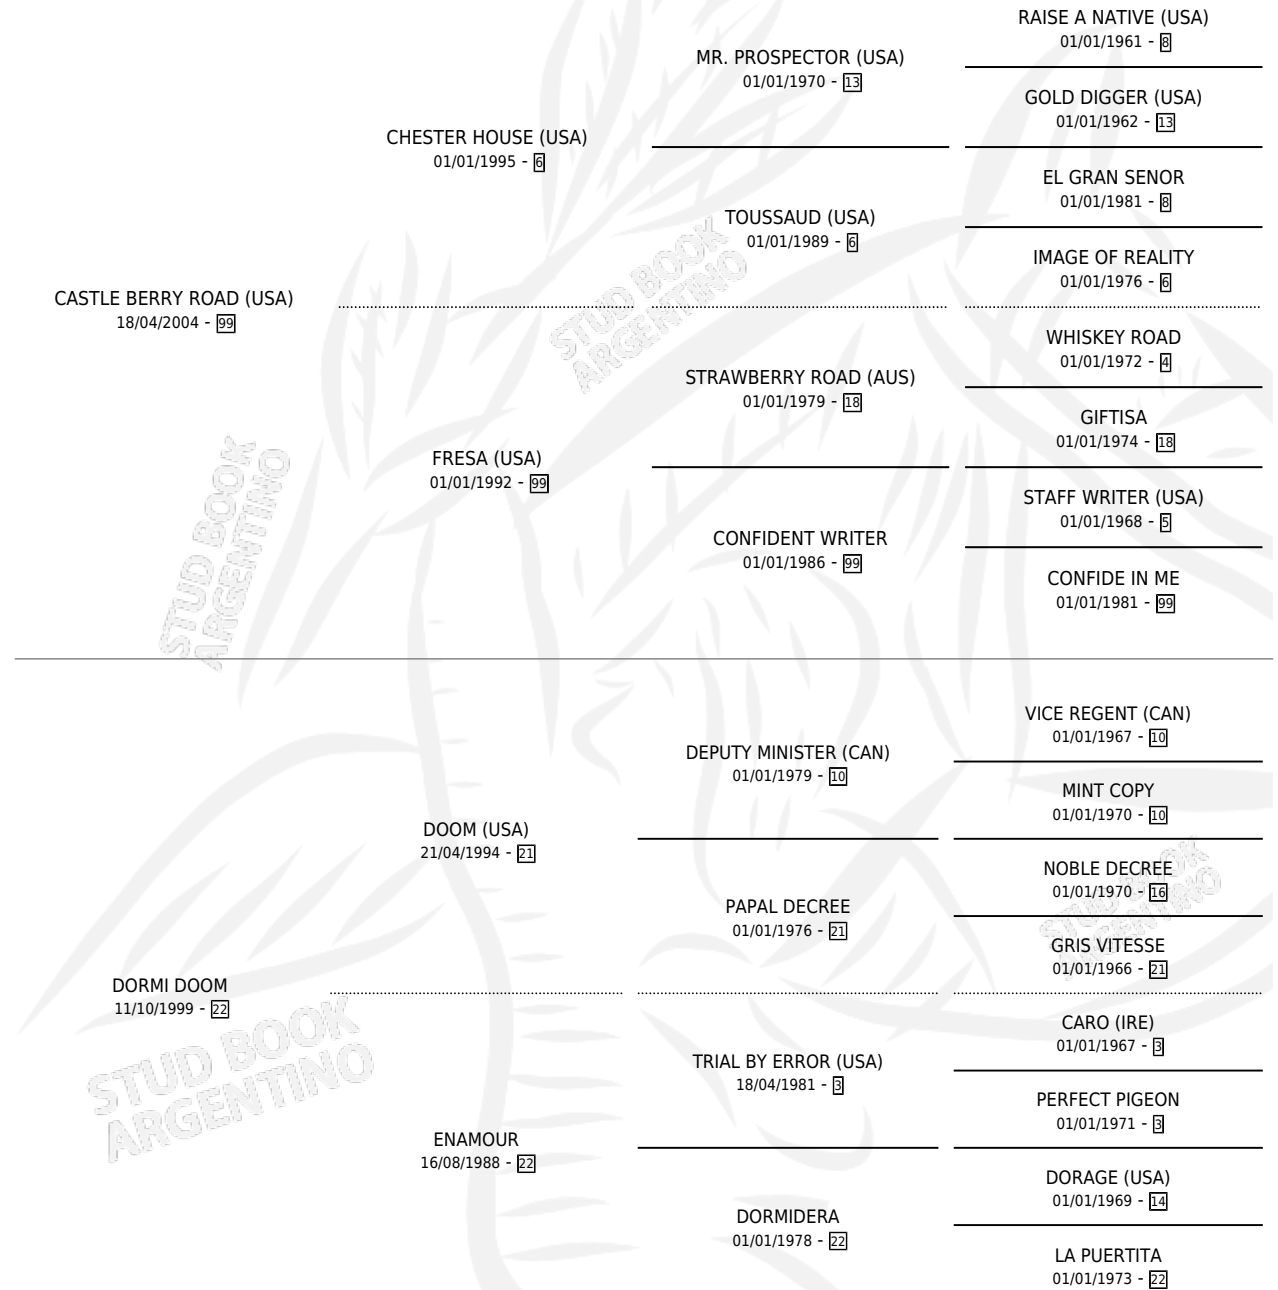 RAISE A NATIVE (USA)
01/01/1961 - 8
MR. PROSPECTOR (USA)
01/01/1970 - 13
GOLD DIGGER (USA)
01/01/1962 - 13
CHESTER HOUSE (USA)
01/01/1995 - 6
EL GRAN SENOR
01/01/1981 - 8
TOUSSAUD (USA)
01/01/1989 - 6
IMAGE OF REALITY
01/01/1976 - 6
CASTLE BERRY ROAD (USA)
18/04/2004 - 99
WHISKEY ROAD
01/01/1972 - 4
STRAWBERRY ROAD (AUS)
01/01/1979 - 18
GIFTISA
01/01/1974 - 18
FRESA (USA)
01/01/1992 - 99
STAFF WRITER (USA)
01/01/1968 - 5
CONFIDENT WRITER
01/01/1986 - 99
CONFIDE IN ME
01/01/1981 - 99
VICE REGENT (CAN)
01/01/1967 - 10
DEPUTY MINISTER (CAN)
01/01/1979 - 10
MINT COPY
01/01/1970 - 10
DOOM (USA)
21/04/1994 - 21
NOBLE DECREE
01/01/1970 - 16
PAPAL DECREE
01/01/1976 - 21
GRIS VITESSE
01/01/1966 - 21
DORMI DOOM
11/10/1999 - 22
CARO (IRE)
01/01/1967 - 3
TRIAL BY ERROR (USA)
18/04/1981 - 3
PERFECT PIGEON
01/01/1971 - 3
ENAMOUR
16/08/1988 - 22
DORAGE (USA)
01/01/1969 - 14
DORMIDERA
01/01/1978 - 22
LA PUERTITA
01/01/1973 - 22
STUD BOOK
ARGENTINO
STUD BOOK
ARGENTINO
STUD BOOK
ARGENTINO
STUD BOOK
ARGENTINO